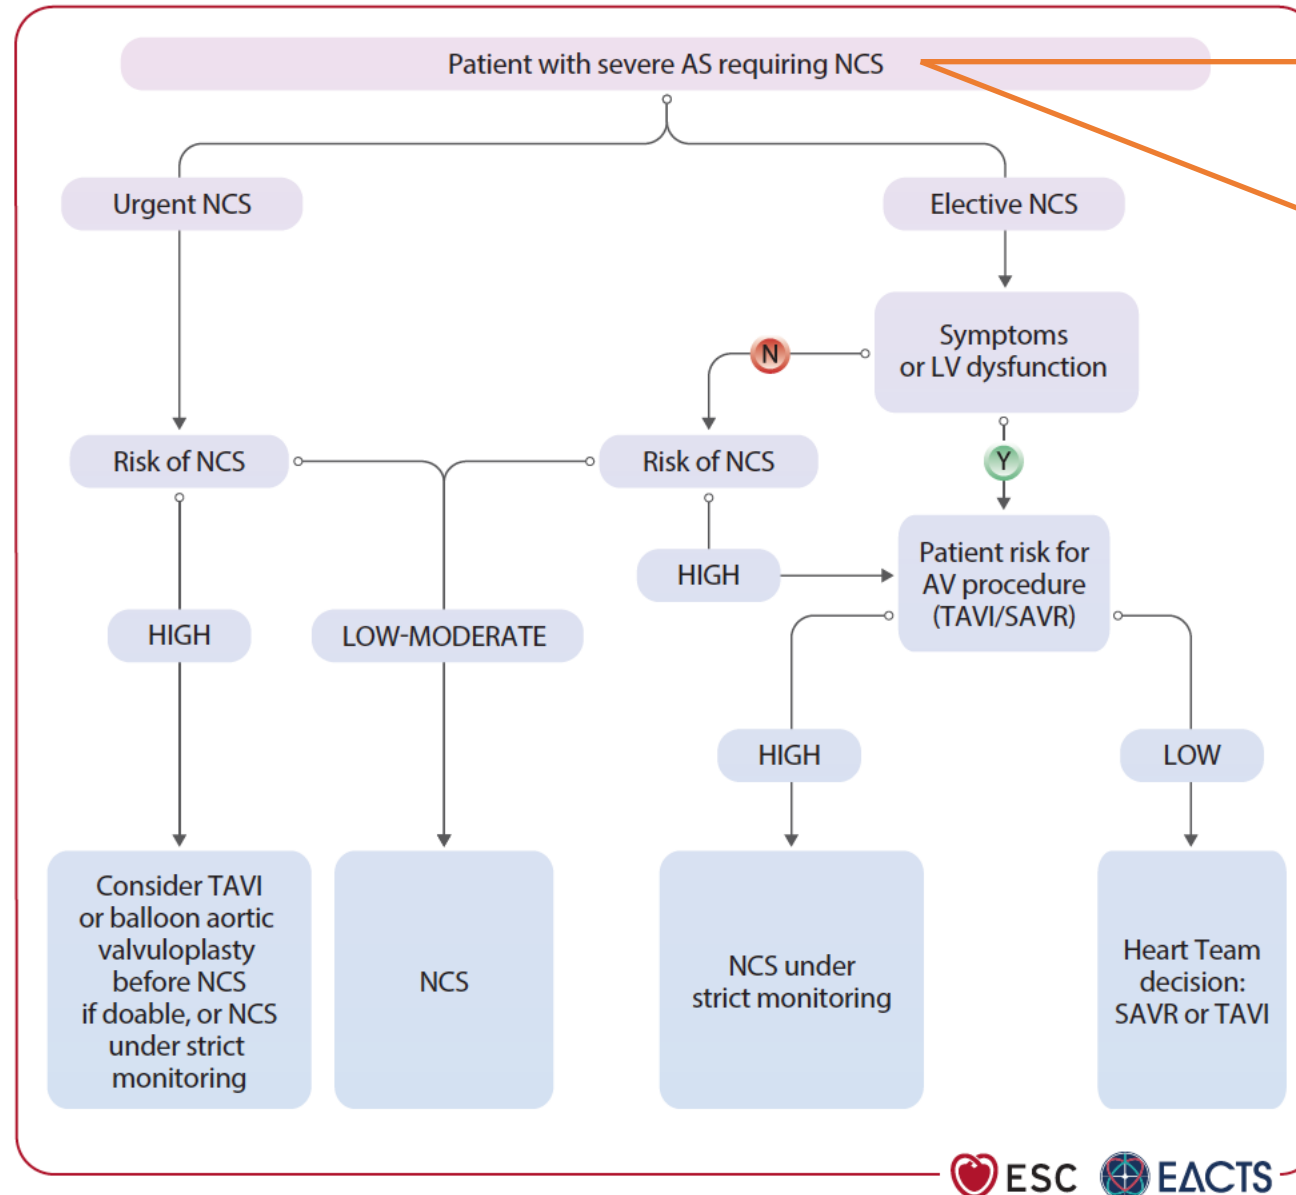 Patient with severe AS requiring NCS
Urgent NCS
Elective NCS
Symptoms
or LV dysfunction
N
Y
Risk of NCS
Risk of NCS
Patient risk for
AV procedure
(TAVI/SAVR)
HIGH
HIGH
LOW-MODERATE
HIGH
LOW
Consider TAVI
or balloon aortic
valvuloplasty
before NCS
if doable, or NCS
under strict
monitoring
NCS
NCS under
strict monitoring
Heart Team
decision:
SAVR or TAVI
ESC EACTS